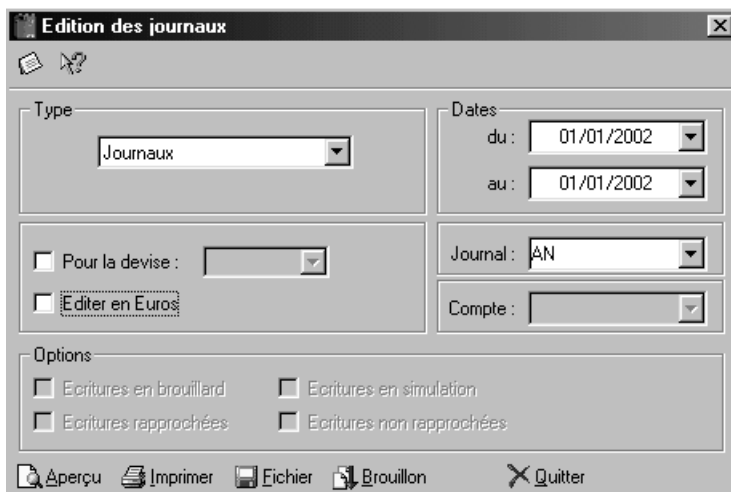 Edition des journaux
Type
Journaux
Dates
du : 01/01/2002
au : 01/01/2002
Pour la devise :
Editer en Euros
Journal : AN
Compte :
Options
Ecritures en brouillard Ecritures en simulation
Ecritures rapprochées Ecritures non rapprochées
Aperçu Imprimer Fichier Brouillon Quitter